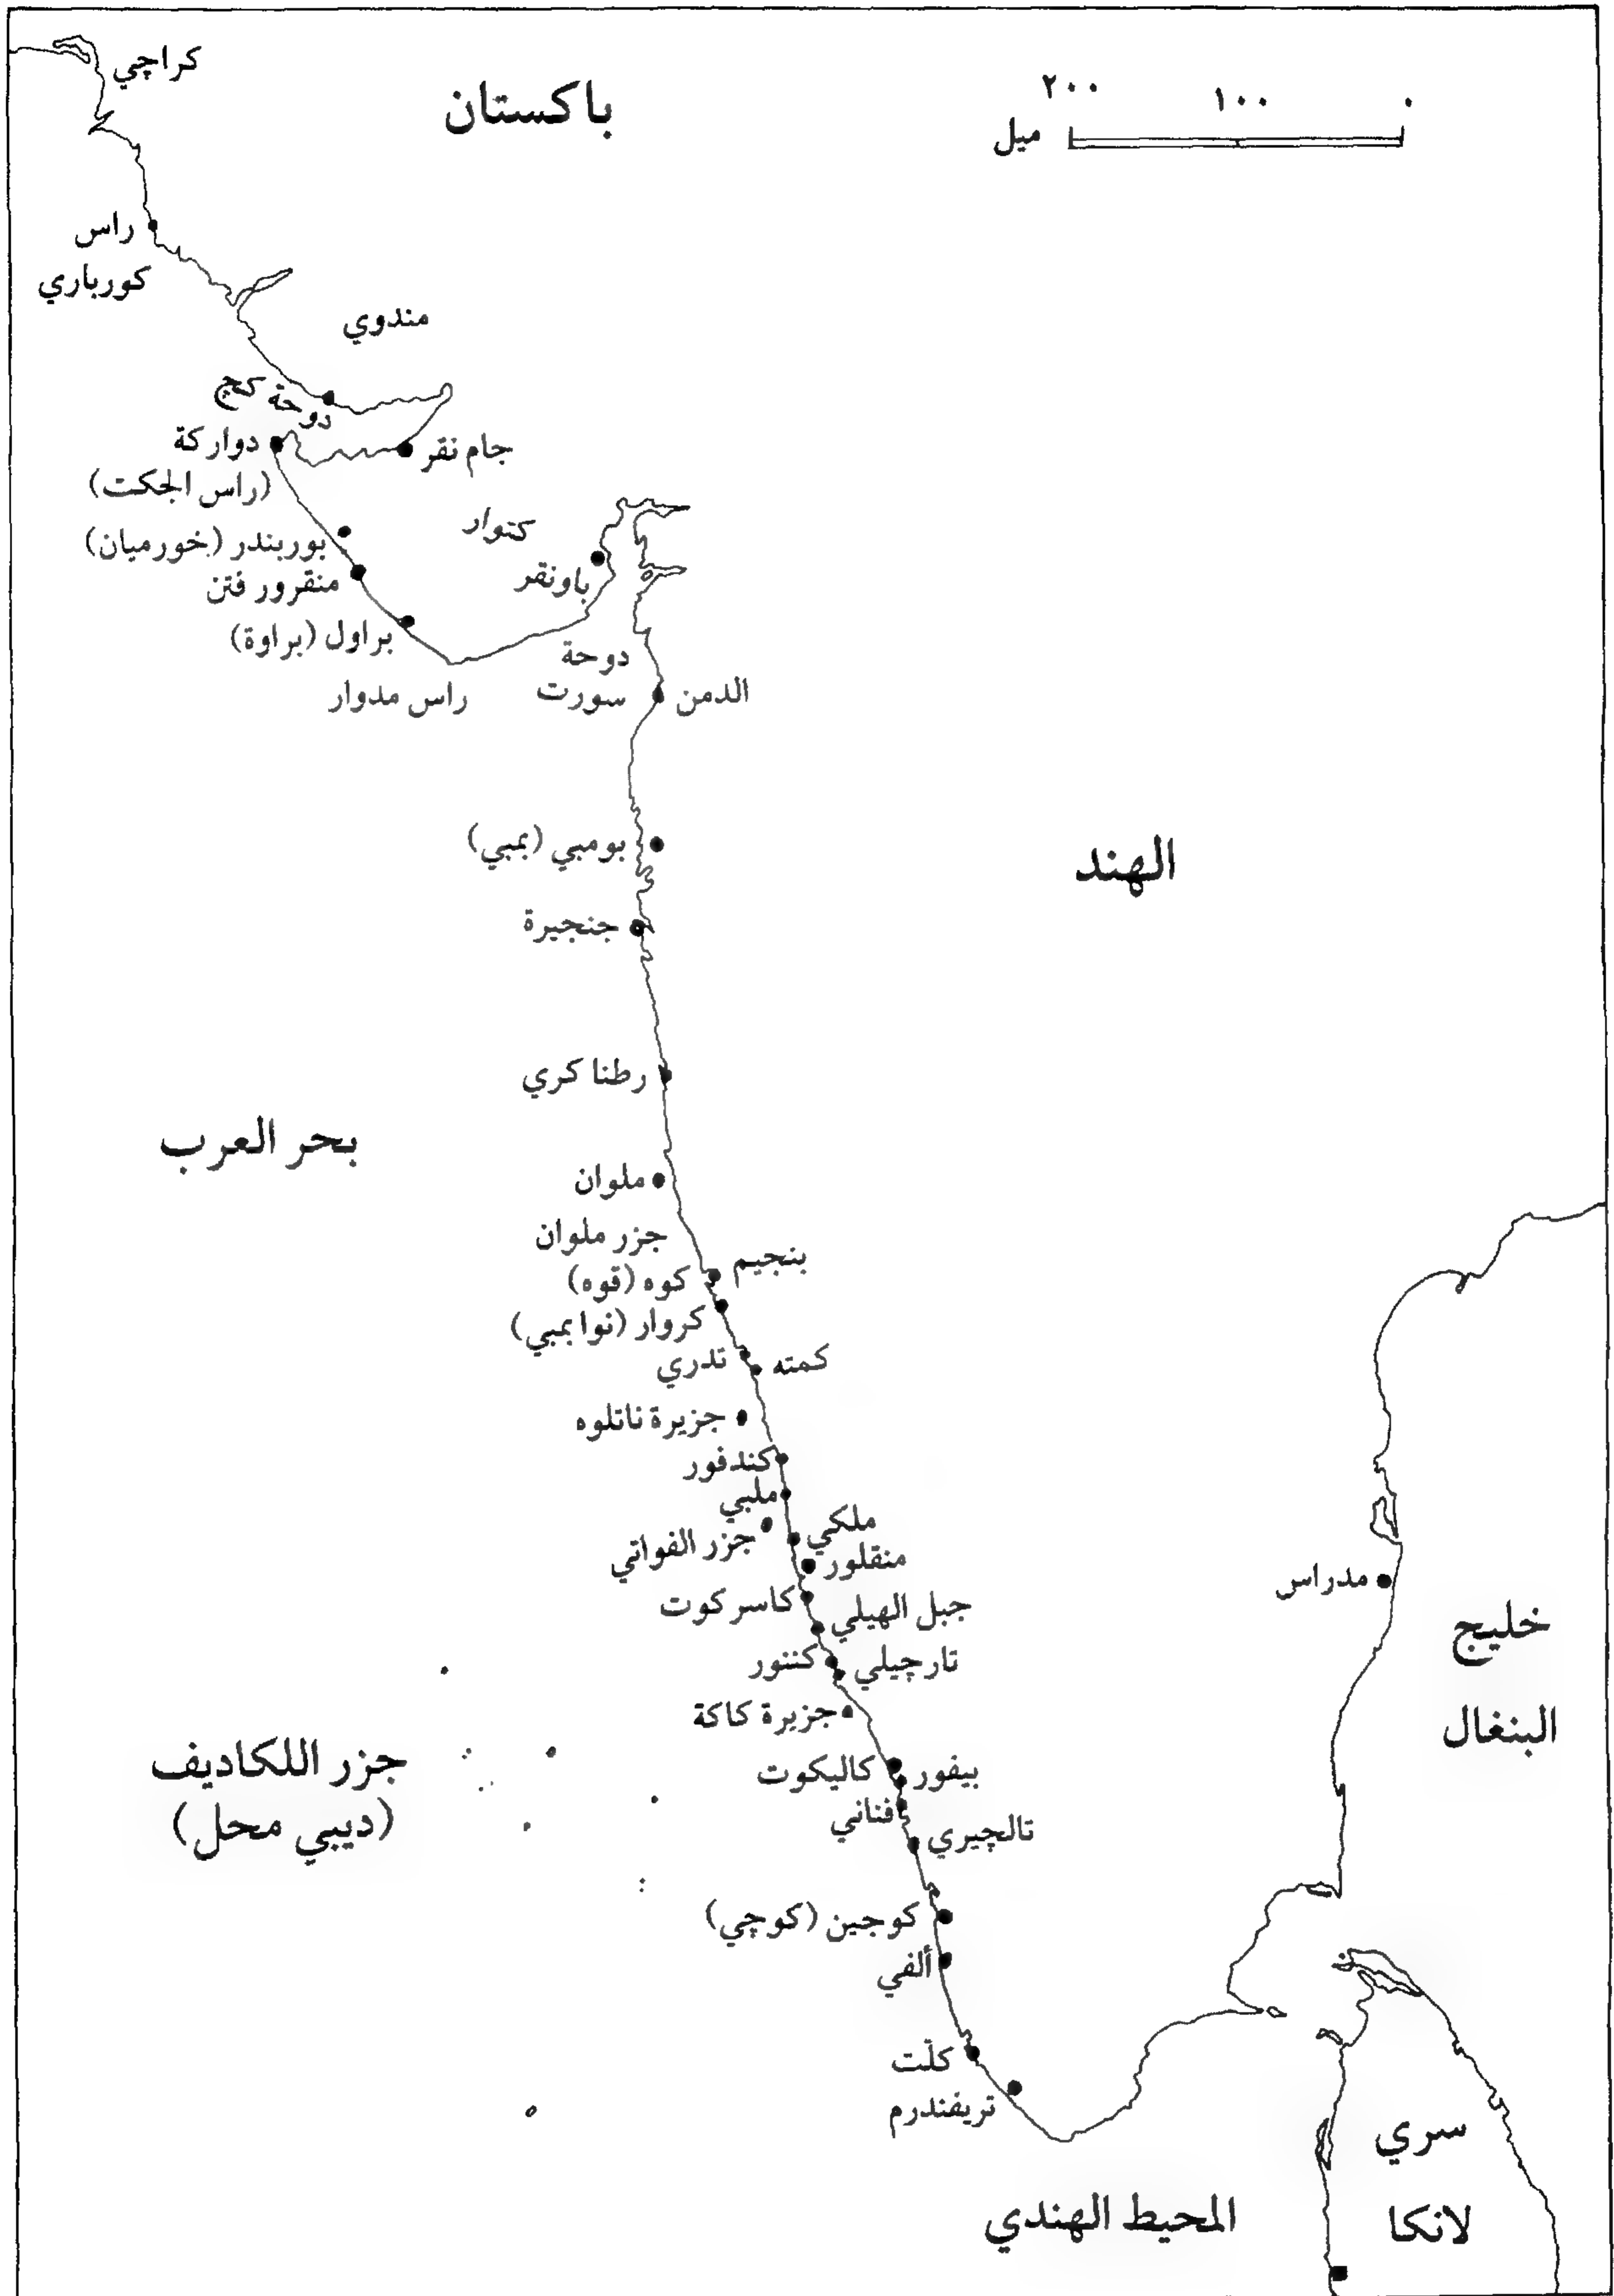 كراچي
باكستان
٢٠٠ ١٠٠ ٠
ميل
راس
كورباري
مندوي
دوحة كچ
دواركة
جام نقر
(راس الجكت)
كتوار
بوربندر (خورميان)
باونقر
منقرور فتن
براول (براوة)
دوحة
سورت
الدمن
راس مدوار
بومبي (بمبي)
الهند
جنجيرة
رطنا كري
بحر العرب
ملوان
جزر ملوان
بنجيم
كوه (قوه)
كروار (نوا بمبي)
تدري
كمته
جزيرة ناتلوه
كندفور
ملبي
ملكي
جزر الفواتي
منقلور
مدراس
كاسركوت
جبل الهيلي
خليج
البنغال
كننور
تارچيلي
جزيرة كاكة
جزر اللكاديف
(ديبي محل)
كاليكوت
بيفور
فناني
تالچيري
كوجين (كوچي)
ألفي
كلّت
تريفندرم
سري
لانكا
المحيط الهندي